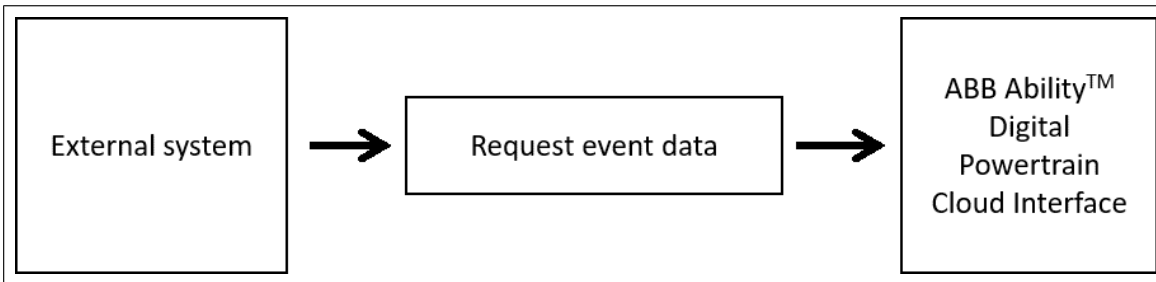 External system
Request event data
ABB Ability™
Digital
Powertrain
Cloud Interface